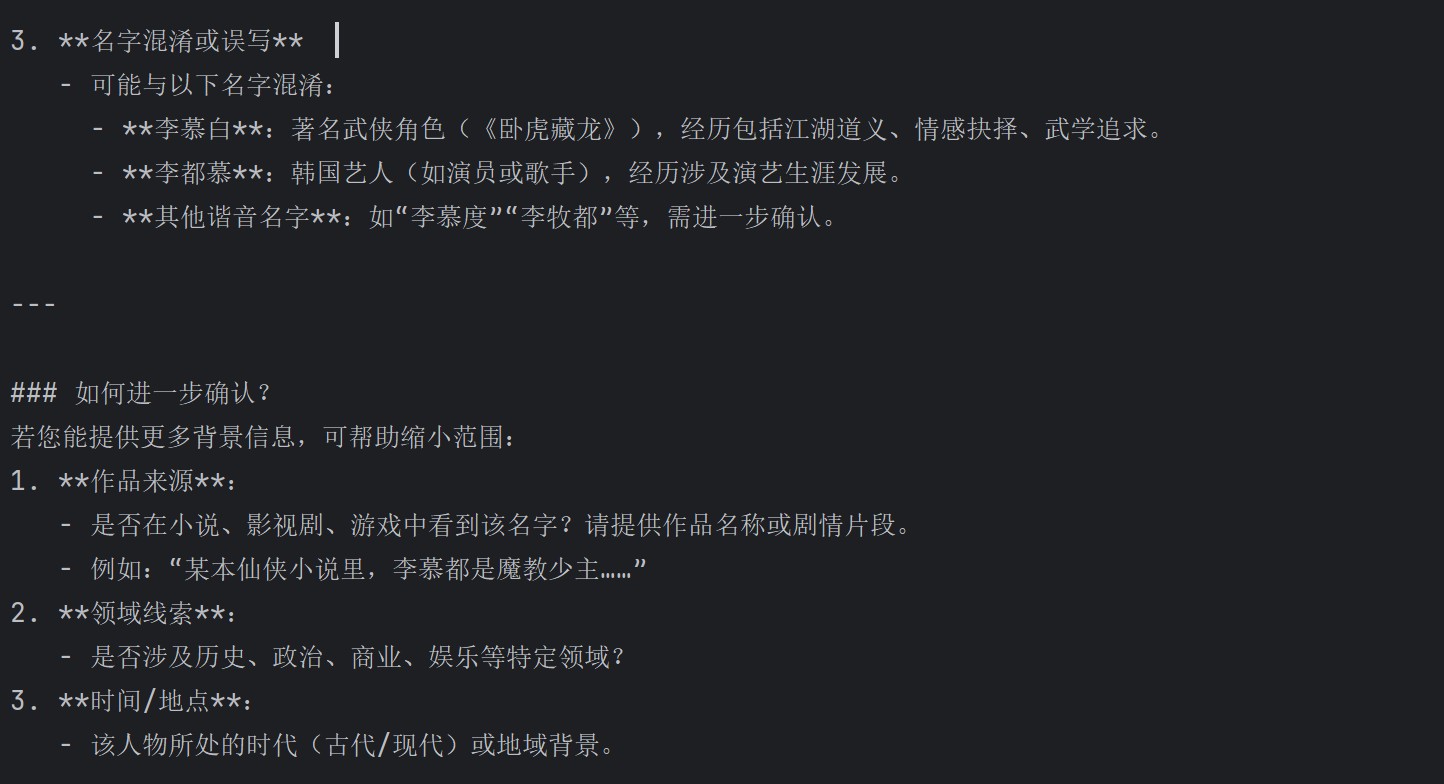 3. **名字混淆或误写**
- 可能与以下名字混淆：
- **李慕白**：著名武侠角色（《卧虎藏龙》），经历包括江湖道义、情感抉择、武学追求。
- **李都慕**：韩国艺人（如演员或歌手），经历涉及演艺生涯发展。
- **其他谐音名字**：如“李慕度”“李牧都”等，需进一步确认。
---
### 如何进一步确认？
若您能提供更多背景信息，可帮助缩小范围：
1. **作品来源**：
- 是否在小说、影视剧、游戏中看到该名字？请提供作品名称或剧情片段。
- 例如：“某本仙侠小说里，李慕都是魔教少主……”
2. **领域线索**：
- 是否涉及历史、政治、商业、娱乐等特定领域？
3. **时间/地点**：
- 该人物所处的时代（古代/现代）或地域背景。